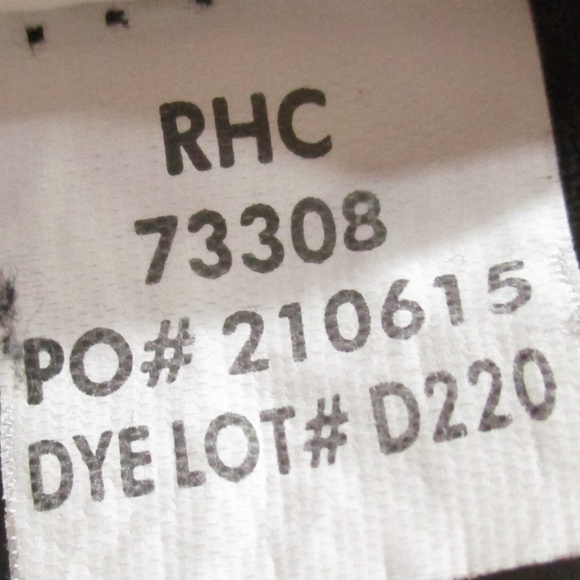 RHC
73308
PO# 210615
DYE LOT# D220